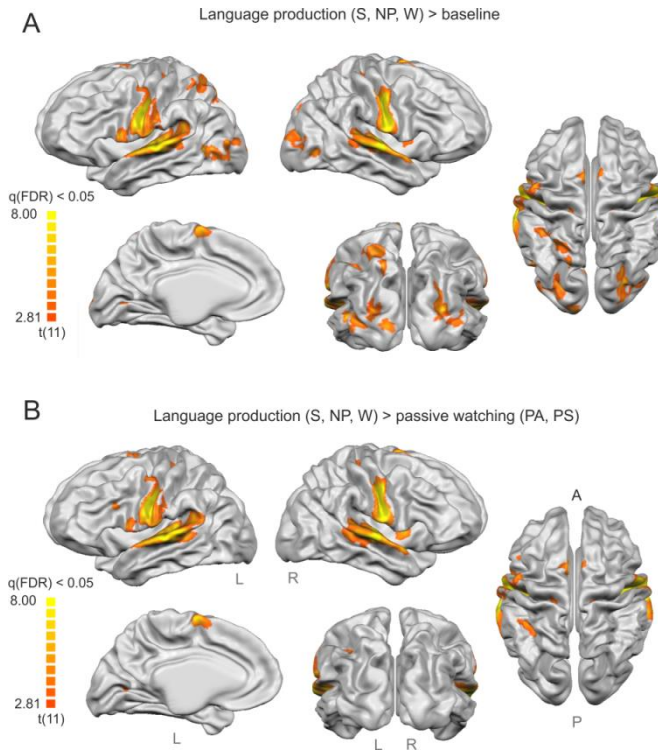 A
Language production (S, NP, W) > baseline
q(FDR) < 0.05
8.00
2.81
t(11)
B
Language production (S, NP, W) > passive watching (PA, PS)
A
L
R
q(FDR) < 0.05
8.00
2.81
t(11)
L
L
R
P